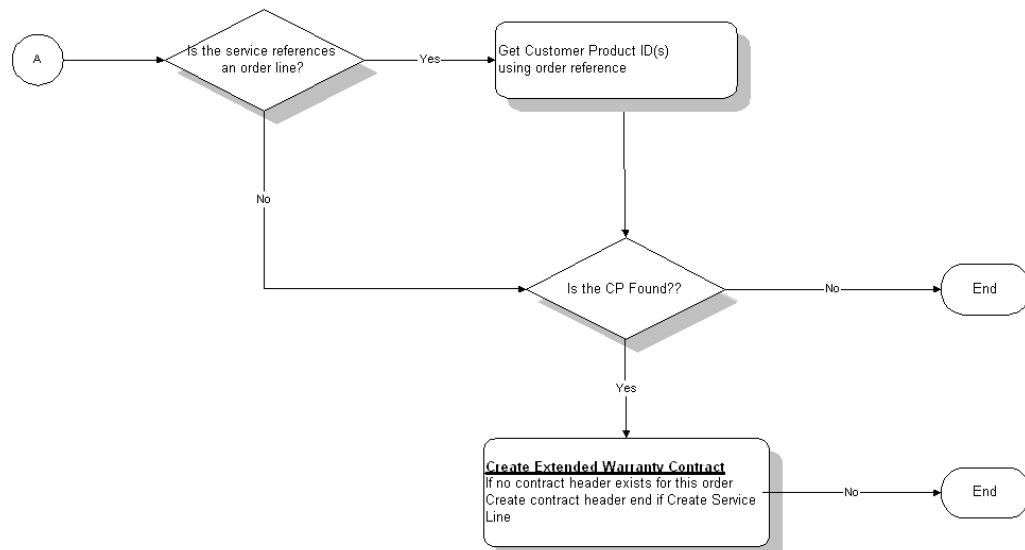 A
Is the service references
an order line?
Yes
Get Customer Product ID(s)
using order reference
No
Is the CP Found??
No
End
Yes
Create Extended Warranty Contract
If no contract header exists for this order
Create contract header end if Create Service
Line
No
End